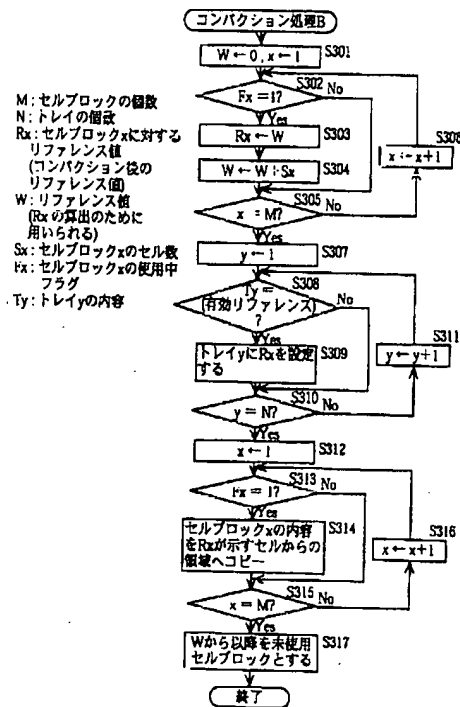 コンパクション処理B
W←0, x←1
S301
S302
Fx=1?
No
Yes
Rx←W
S303
W←W+Sx
S304
S305
x=M?
No
Yes
x←x+1
M:セルブロックの個数
N:トレイの個数
Rx:セルブロックxに対する
リファレンス値
(コンパクション後の
リファレンス値)
W:リファレンス値
(Rxの算出のために
用いられる)
Sx:セルブロックxのセル数
Fx:セルブロックxの使用中
フラグ
Ty:トレイyの内容
y←1
S307
S308
Ty=
(有効リファレンス)
?
No
Yes
トレイyにRxを設定
する
S309
S311
y←y+1
S310
y=N?
No
Yes
x←1
S312
S313
Fx=1?
No
Yes
セルブロックxの内容
をRxが示すセルからの
領域へコピー
S314
S316
x←x+1
S315
x=M?
No
Yes
Wから以降を未使用
セルブロックとする
S317
終了